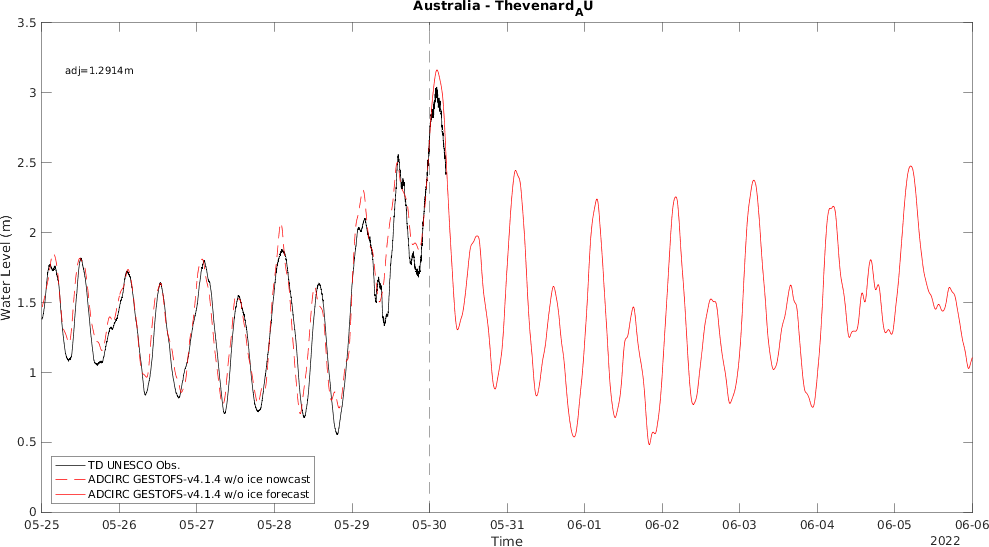 Australia - Thevenard_AU
3.5
adj=1.2914m
3
2.5
2
Water Level (m)
1.5
1
0.5
TD UNESCO Obs.
ADCIRC GESTOFS-v4.1.4 w/o ice nowcast
ADCIRC GESTOFS-v4.1.4 w/o ice forecast
0
05-25 05-26 05-27 05-28 05-29 05-30 05-31 06-01 06-02 06-03 06-04 06-05 06-06
Time
2022